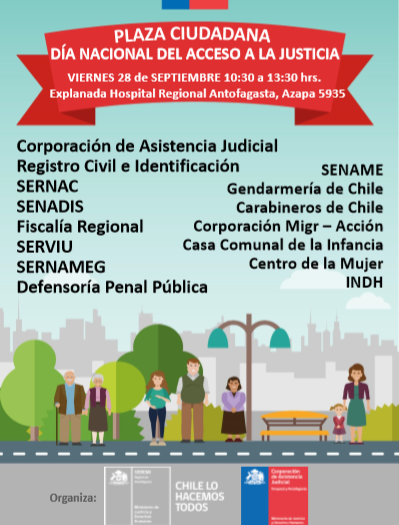 PLAZA CIUDADANA
DÍA NACIONAL DEL ACCESO A LA JUSTICIA
VIERNES 28 de SEPTIEMBRE 10:30 a 13:30 hrs.
Explanada Hospital Regional Antofagasta, Azapa 5935
Corporación de Asistencia Judicial
Registro Civil e Identificación
SERNAC
SENADIS
Fiscalía Regional
SERVIU
SERNAMEG
Defensoría Penal Pública
SENAME
Gendarmería de Chile
Carabineros de Chile
Corporación Migr – Acción
Casa Comunal de la Infancia
Centro de la Mujer
INDH
Organiza:
CHILE LO
HACEMOS
TODOS
Corporación
de Asistencia
Judicial